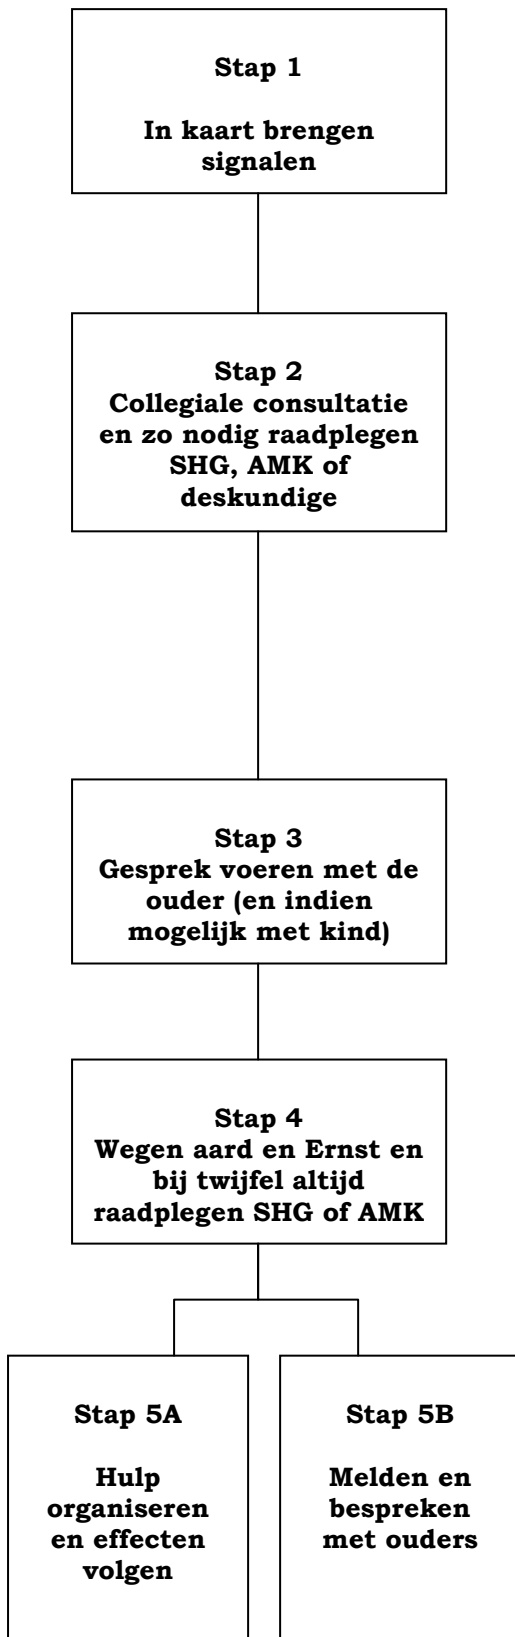 Stap 1
In kaart brengen
signalen
Stap 2
Collegiale consultatie
en zo nodig raadplegen
SHG, AMK of
deskundige
Stap 3
Gesprek voeren met de
ouder (en indien
mogelijk met kind)
Stap 4
Wegen aard en Ernst en
bij twijfel altijd
raadplegen SHG of AMK
Stap 5A
Hulp
organiseren
en effecten
volgen
Stap 5B
Melden en
bespreken
met ouders